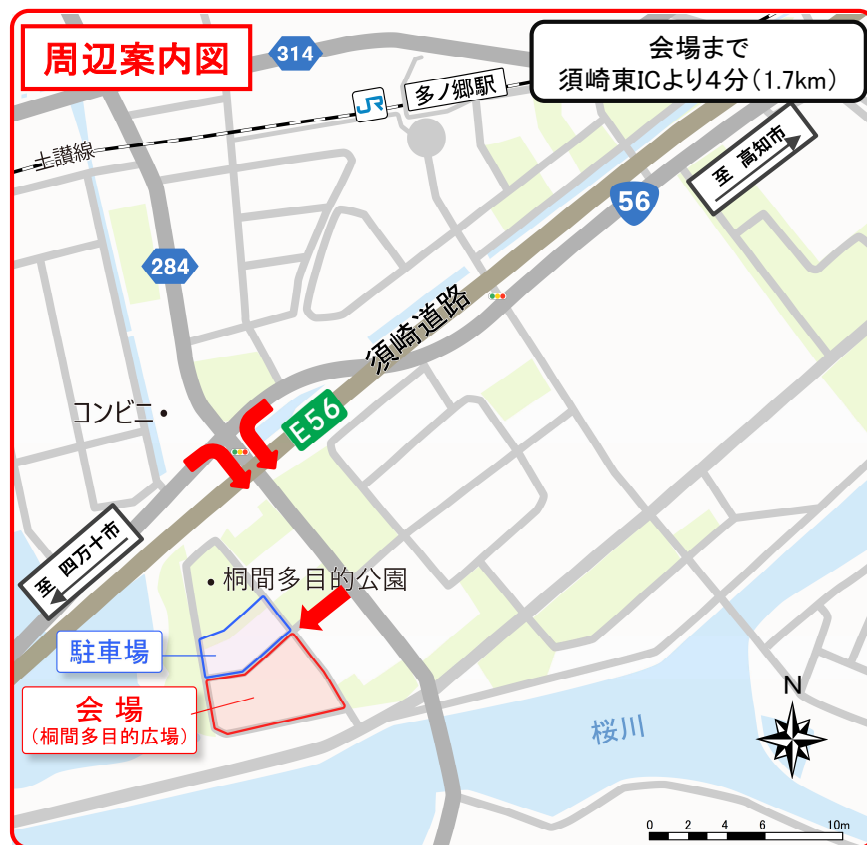 周辺案内図
314
会場まで
須崎東ICより4分(1.7km)
JR
多ノ郷駅
土讃線
至 高知市
56
284
須崎道路
コンビニ
E56
至 四万十市
桐間多目的公園
駐車場
会 場
(桐間多目的広場)
桜川
N
0 2 4 6 10m